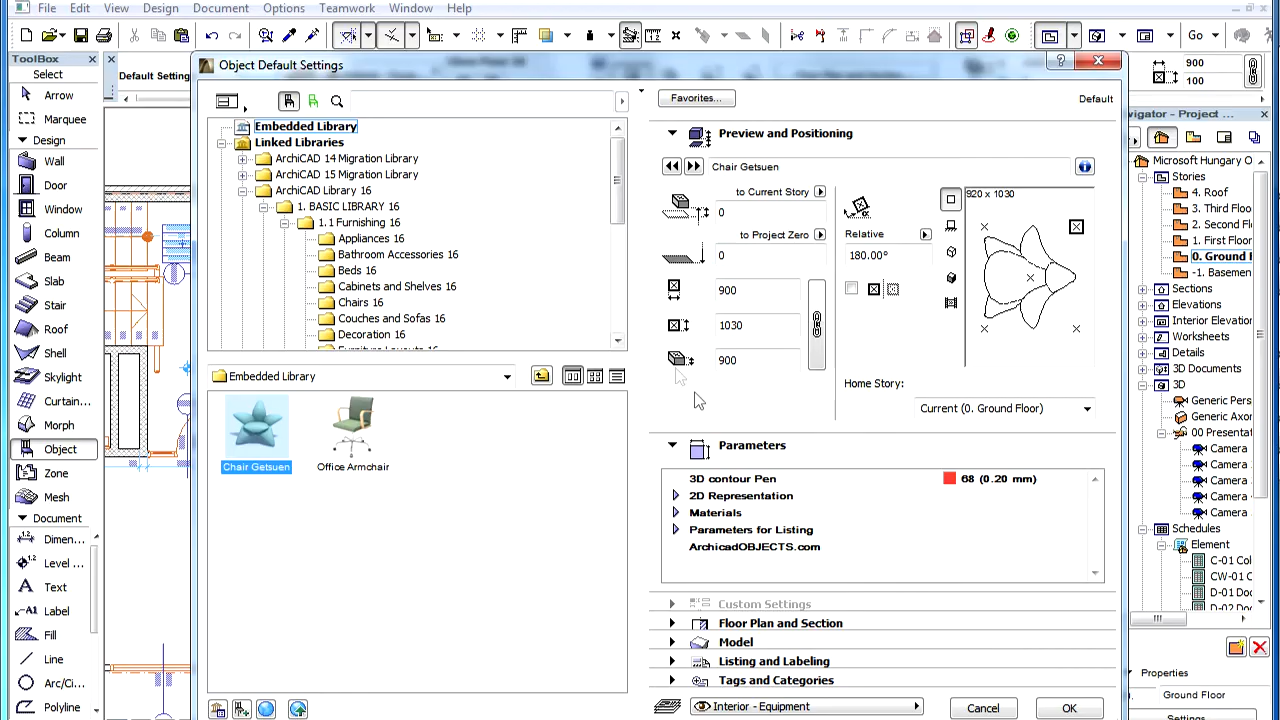 File Edit View Design Document Options Teamwork Window Help
Go
ToolBox
Select
Arrow
Marquee
Design
Wall
Door
Window
Column
Beam
Slab
Stair
Roof
Shell
Skylight
Curtain...
Morph
Object
Zone
Mesh
Document
Dimen...
Level ...
Text
Label
Fill
Line
Arc/Ci...
Polyline
Default Setting
Object Default Settings
Embedded Library
Linked Libraries
ArchiCAD 14 Migration Library
ArchiCAD 15 Migration Library
ArchiCAD Library 16
1. BASIC LIBRARY 16
1.1 Furnishing 16
Appliances 16
Bathroom Accessories 16
Beds 16
Cabinets and Shelves 16
Chairs 16
Couches and Sofas 16
Decoration 16
Furniture Layouts 16
Embedded Library
Chair Getsuen
Office Armchair
Favorites...
Default
Preview and Positioning
Chair Getsuen
to Current Story
0
to Project Zero
0
900
1030
900
Relative
180.00°
920 x 1030
Home Story:
Current (0. Ground Floor)
Parameters
3D contour Pen 68 (0.20 mm)
2D Representation
Materials
Parameters for Listing
ArchicadOBJECTS.com
Custom Settings
Floor Plan and Section
Model
Listing and Labeling
Tags and Categories
Interior - Equipment
Cancel
OK
900
100
vigator - Project ...
Microsoft Hungary O
Stories
4. Roof
3. Third Floo
2. Second Fl
1. First Floor
0. Ground F
-1. Basemen
Sections
Elevations
Interior Elevatio
Worksheets
Details
3D Documents
3D
Generic Pers
Generic Axon
00 Presentat
Camera
Camera
Camera
Camera
Camera
Schedules
Element
C-01 Col
CW-01 C
D-01 Doo
D-02 Doo
Properties
Ground Floor
Settings